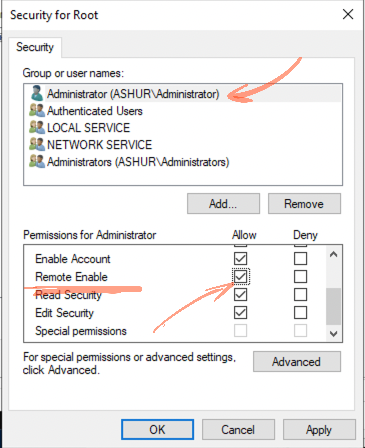 Security for Root
Security
Group or user names:
Administrator (ASHUR\Administrator)
Authenticated Users
LOCAL SERVICE
NETWORK SERVICE
Administrators (ASHUR\Administrators)
Add... Remove
Permissions for Administrator Allow Deny
Enable Account
Remote Enable
Read Security
Edit Security
Special permissions
For special permissions or advanced settings,
click Advanced.
Advanced
OK Cancel Apply